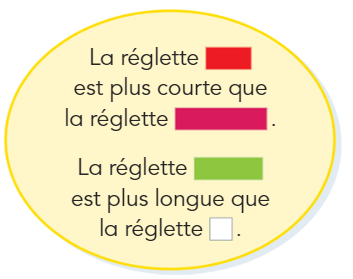 La réglette
est plus courte que
la réglette .
La réglette
est plus longue que
la réglette .